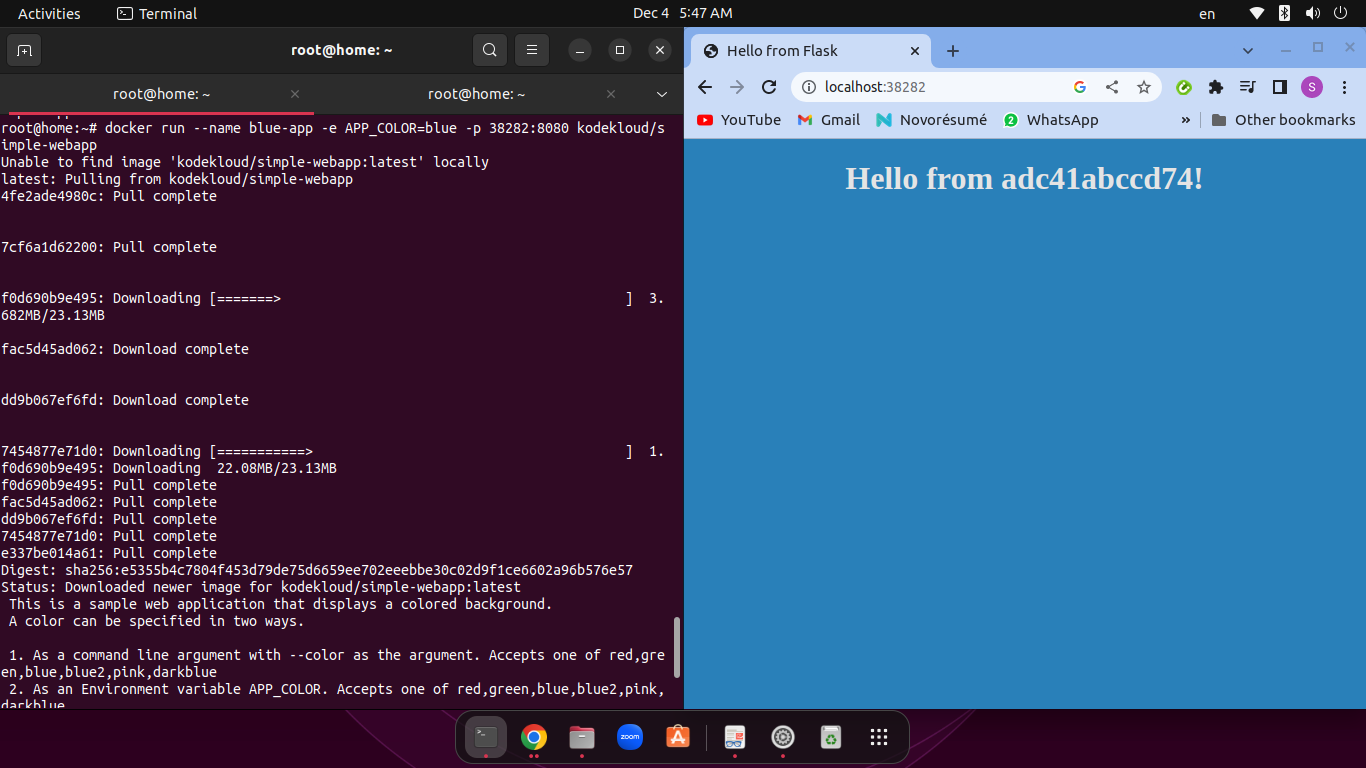 Activities
Terminal
Dec 4 5:47 AM
en
root@home: ~
root@home: ~
root@home: ~
root@home:~# docker run --name blue-app -e APP_COLOR=blue -p 38282:8080 kodekloud/s
imple-webapp
Unable to find image 'kodekloud/simple-webapp:latest' locally
latest: Pulling from kodekloud/simple-webapp
4fe2ade4980c: Pull complete
7cf6a1d62200: Pull complete
f0d690b9e495: Downloading [=======>                                           ]  3.
682MB/23.13MB
fac5d45ad062: Download complete
dd9b067ef6fd: Download complete
7454877e71d0: Downloading [===========>                                       ]  1.
f0d690b9e495: Downloading  22.08MB/23.13MB
f0d690b9e495: Pull complete
fac5d45ad062: Pull complete
dd9b067ef6fd: Pull complete
7454877e71d0: Pull complete
e337be014a61: Pull complete
Digest: sha256:e5355b4c7804f453d79de75d6659ee702eeebbe30c02d9f1ce6602a96b576e57
Status: Downloaded newer image for kodekloud/simple-webapp:latest
This is a sample web application that displays a colored background.
A color can be specified in two ways.
1. As a command line argument with --color as the argument. Accepts one of red,gre
en,blue,blue2,pink,darkblue
2. As an Environment variable APP_COLOR. Accepts one of red,green,blue,blue2,pink,
darkblue
Hello from Flask
localhost:38282
S
YouTube
Gmail
Novorésumé
2
WhatsApp
»
Other bookmarks
Hello from adc41abccd74!
zoom